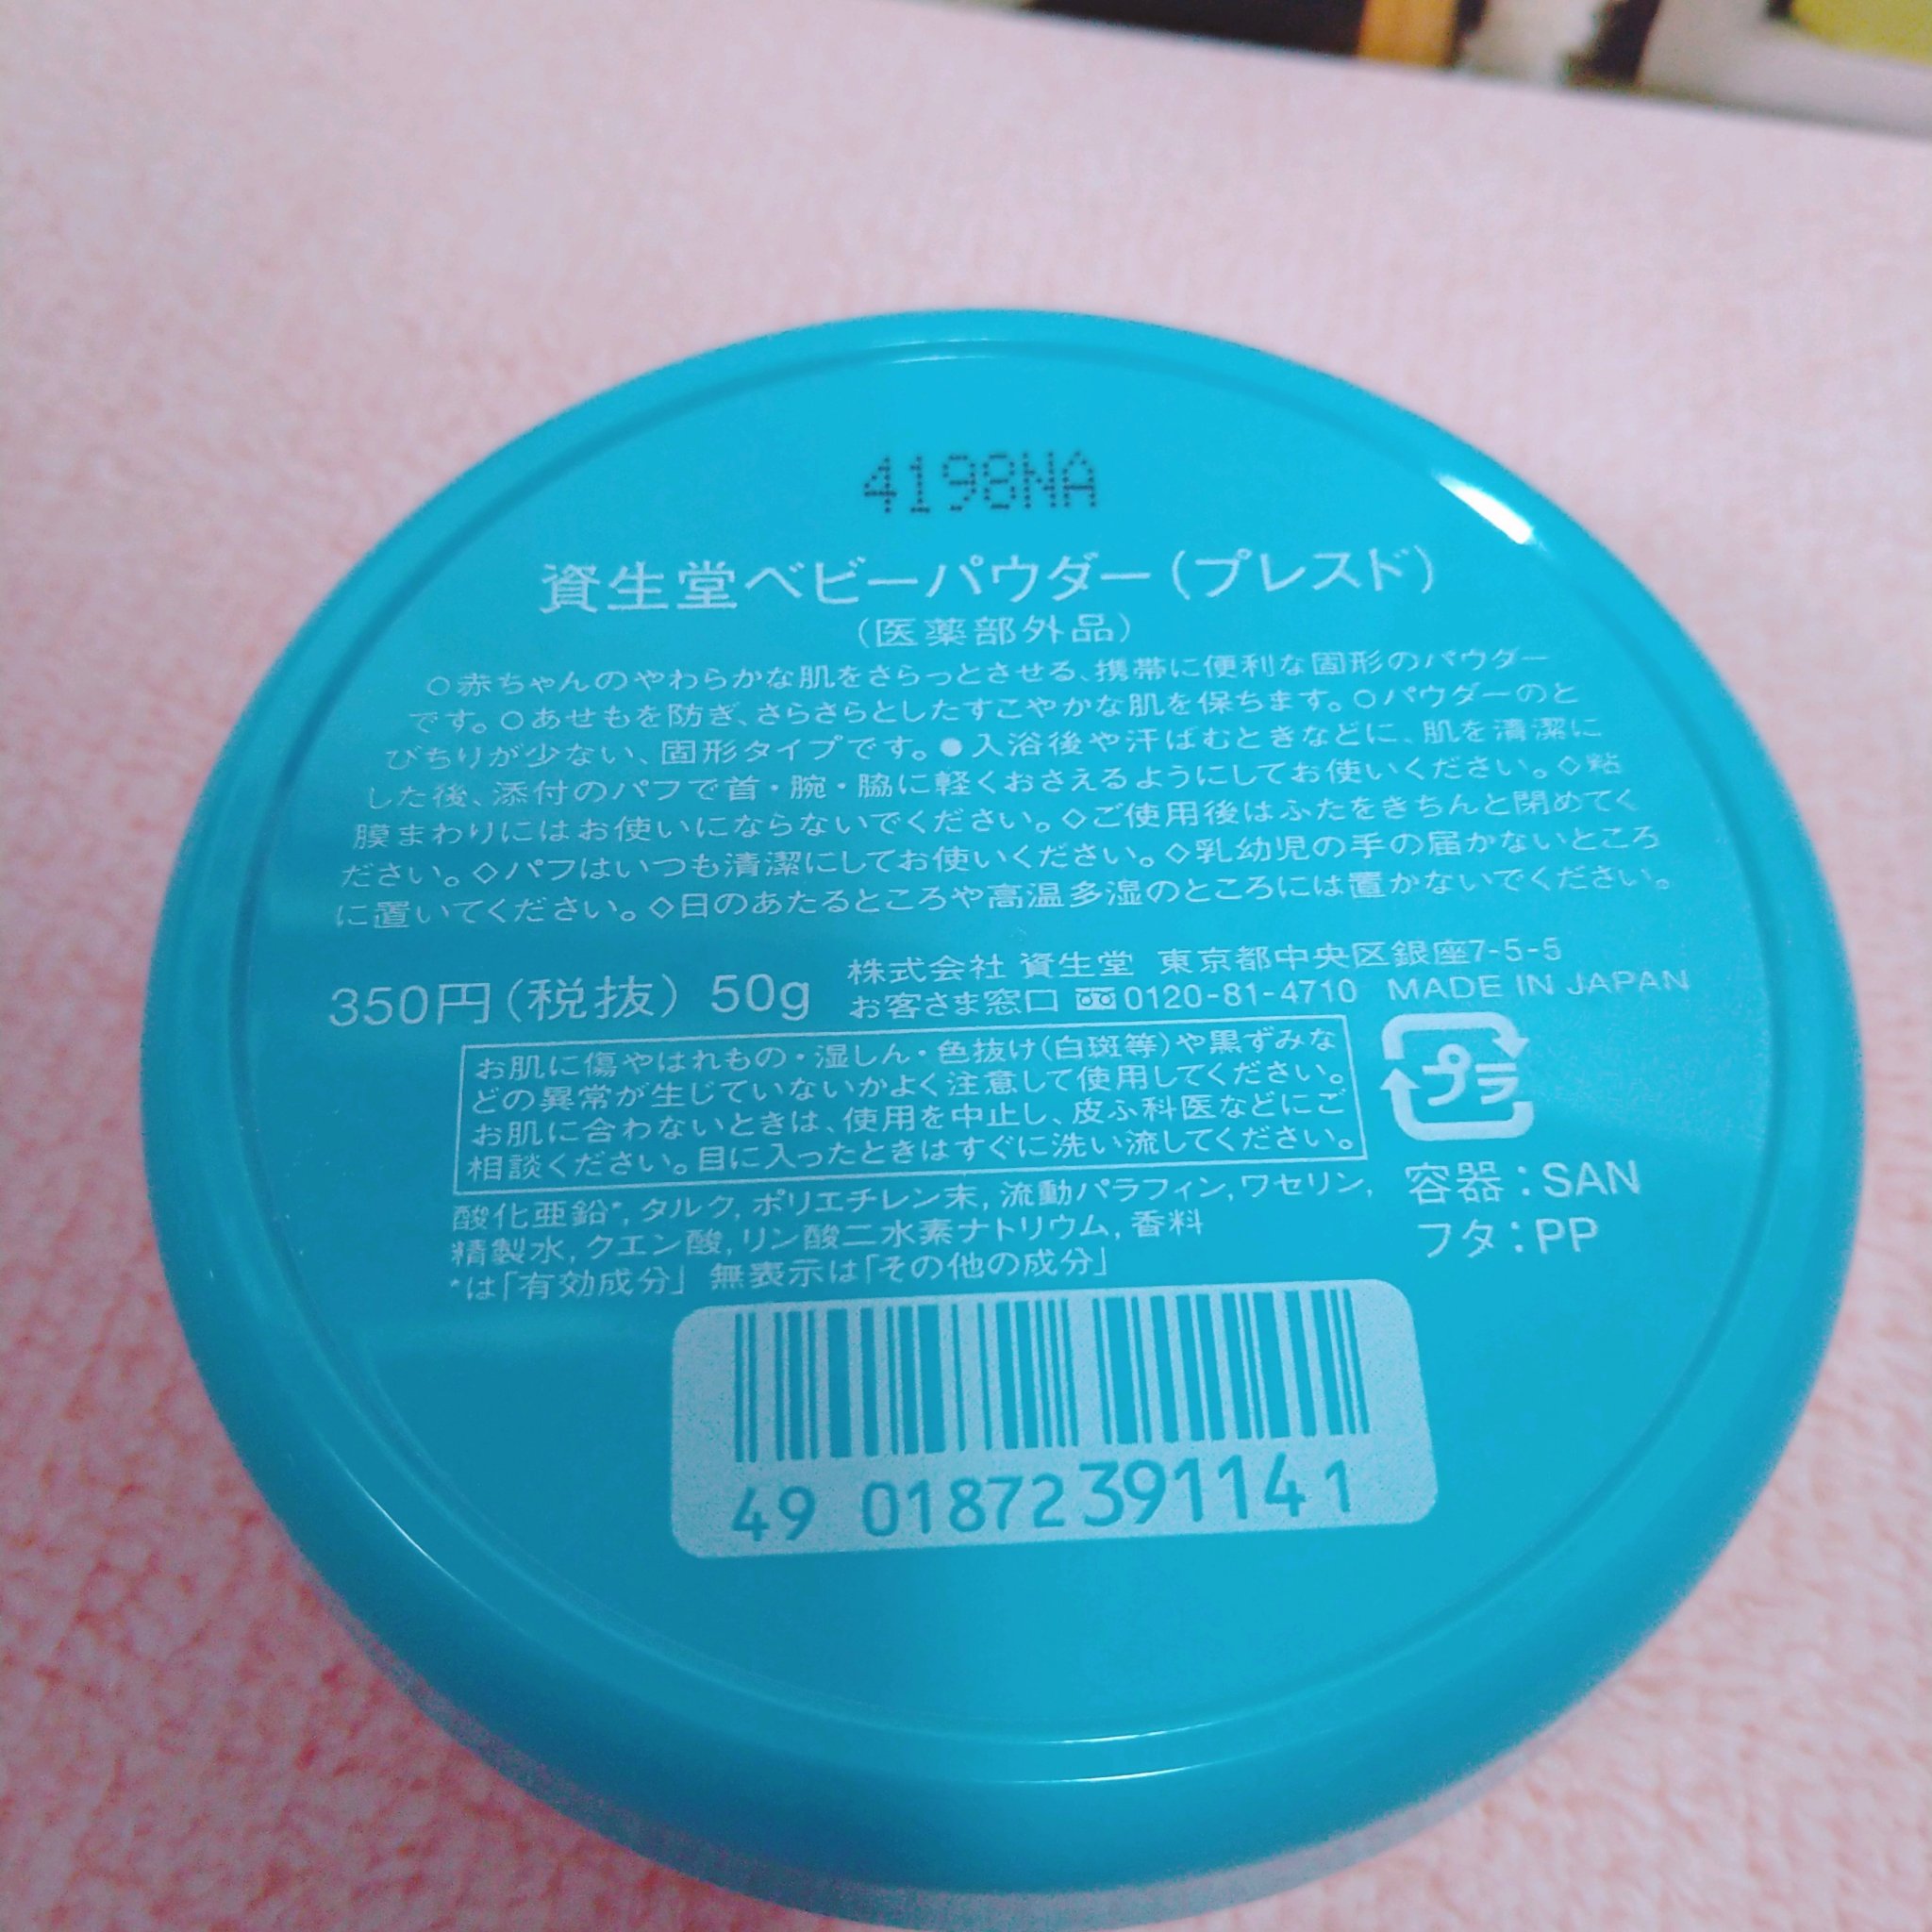 4198NA
資生堂ベビーパウダー(プレスド)
(医薬部外品)
○赤ちゃんのやわらかな肌をさらっとさせる、携帯に便利な固形のパウダー
です。○あせもを防ぎ、さらさらとしたすこやかな肌を保ちます。○パウダーのと
びちりが少ない、固形タイプです。●入浴後や汗ばむときなどに、肌を清潔に
した後、添付のパフで首・腕・脇に軽くおさえるようにしてお使いください。◇粘
膜まわりにはお使いにならないでください。◇ご使用後はふたをきちんと閉めてく
ださい。◇パフはいつも清潔にしてお使いください。◇乳幼児の手の届かないところ
に置いてください。◇日のあたるところや高温多湿のところには置かないでください。
350円(税抜) 50g
株式会社 資生堂 東京都中央区銀座7-5-5
お客さま窓口 0120-81-4710 MADE IN JAPAN
お肌に傷やはれもの・湿しん・色抜け(白斑等)や黒ずみな
どの異常が生じていないかよく注意して使用してください。
お肌に合わないときは、使用を中止し、皮ふ科医などにご
相談ください。目に入ったときはすぐに洗い流してください。
プラ
容器:SAN
フタ:PP
酸化亜鉛*, タルク, ポリエチレン末, 流動パラフィン, ワセリン,
精製水, クエン酸, リン酸二水素ナトリウム, 香料
*は「有効成分」 無表示は「その他の成分」
49 01872 39114 1